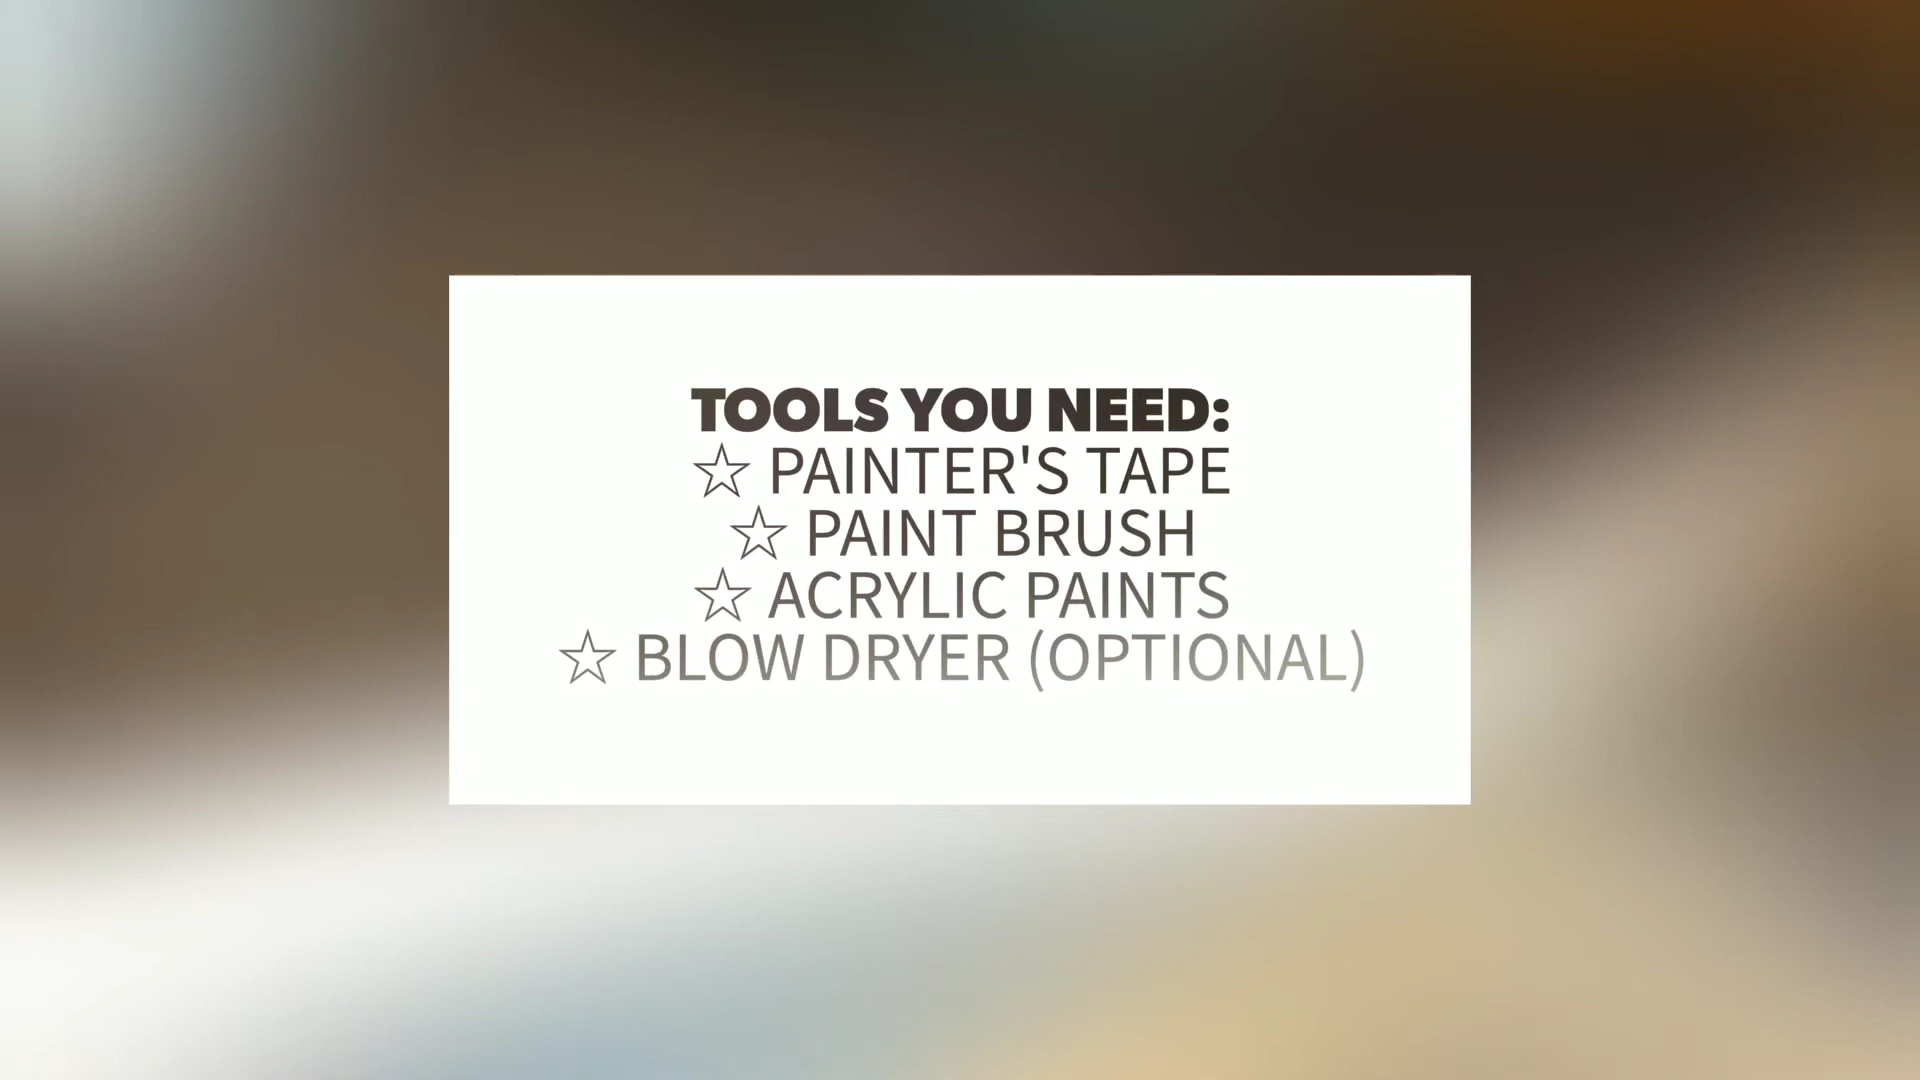 TOOLS YOU NEED:
☆ PAINTER'S TAPE
☆ PAINT BRUSH
☆ ACRYLIC PAINTS
☆ BLOW DRYER (OPTIONAL)